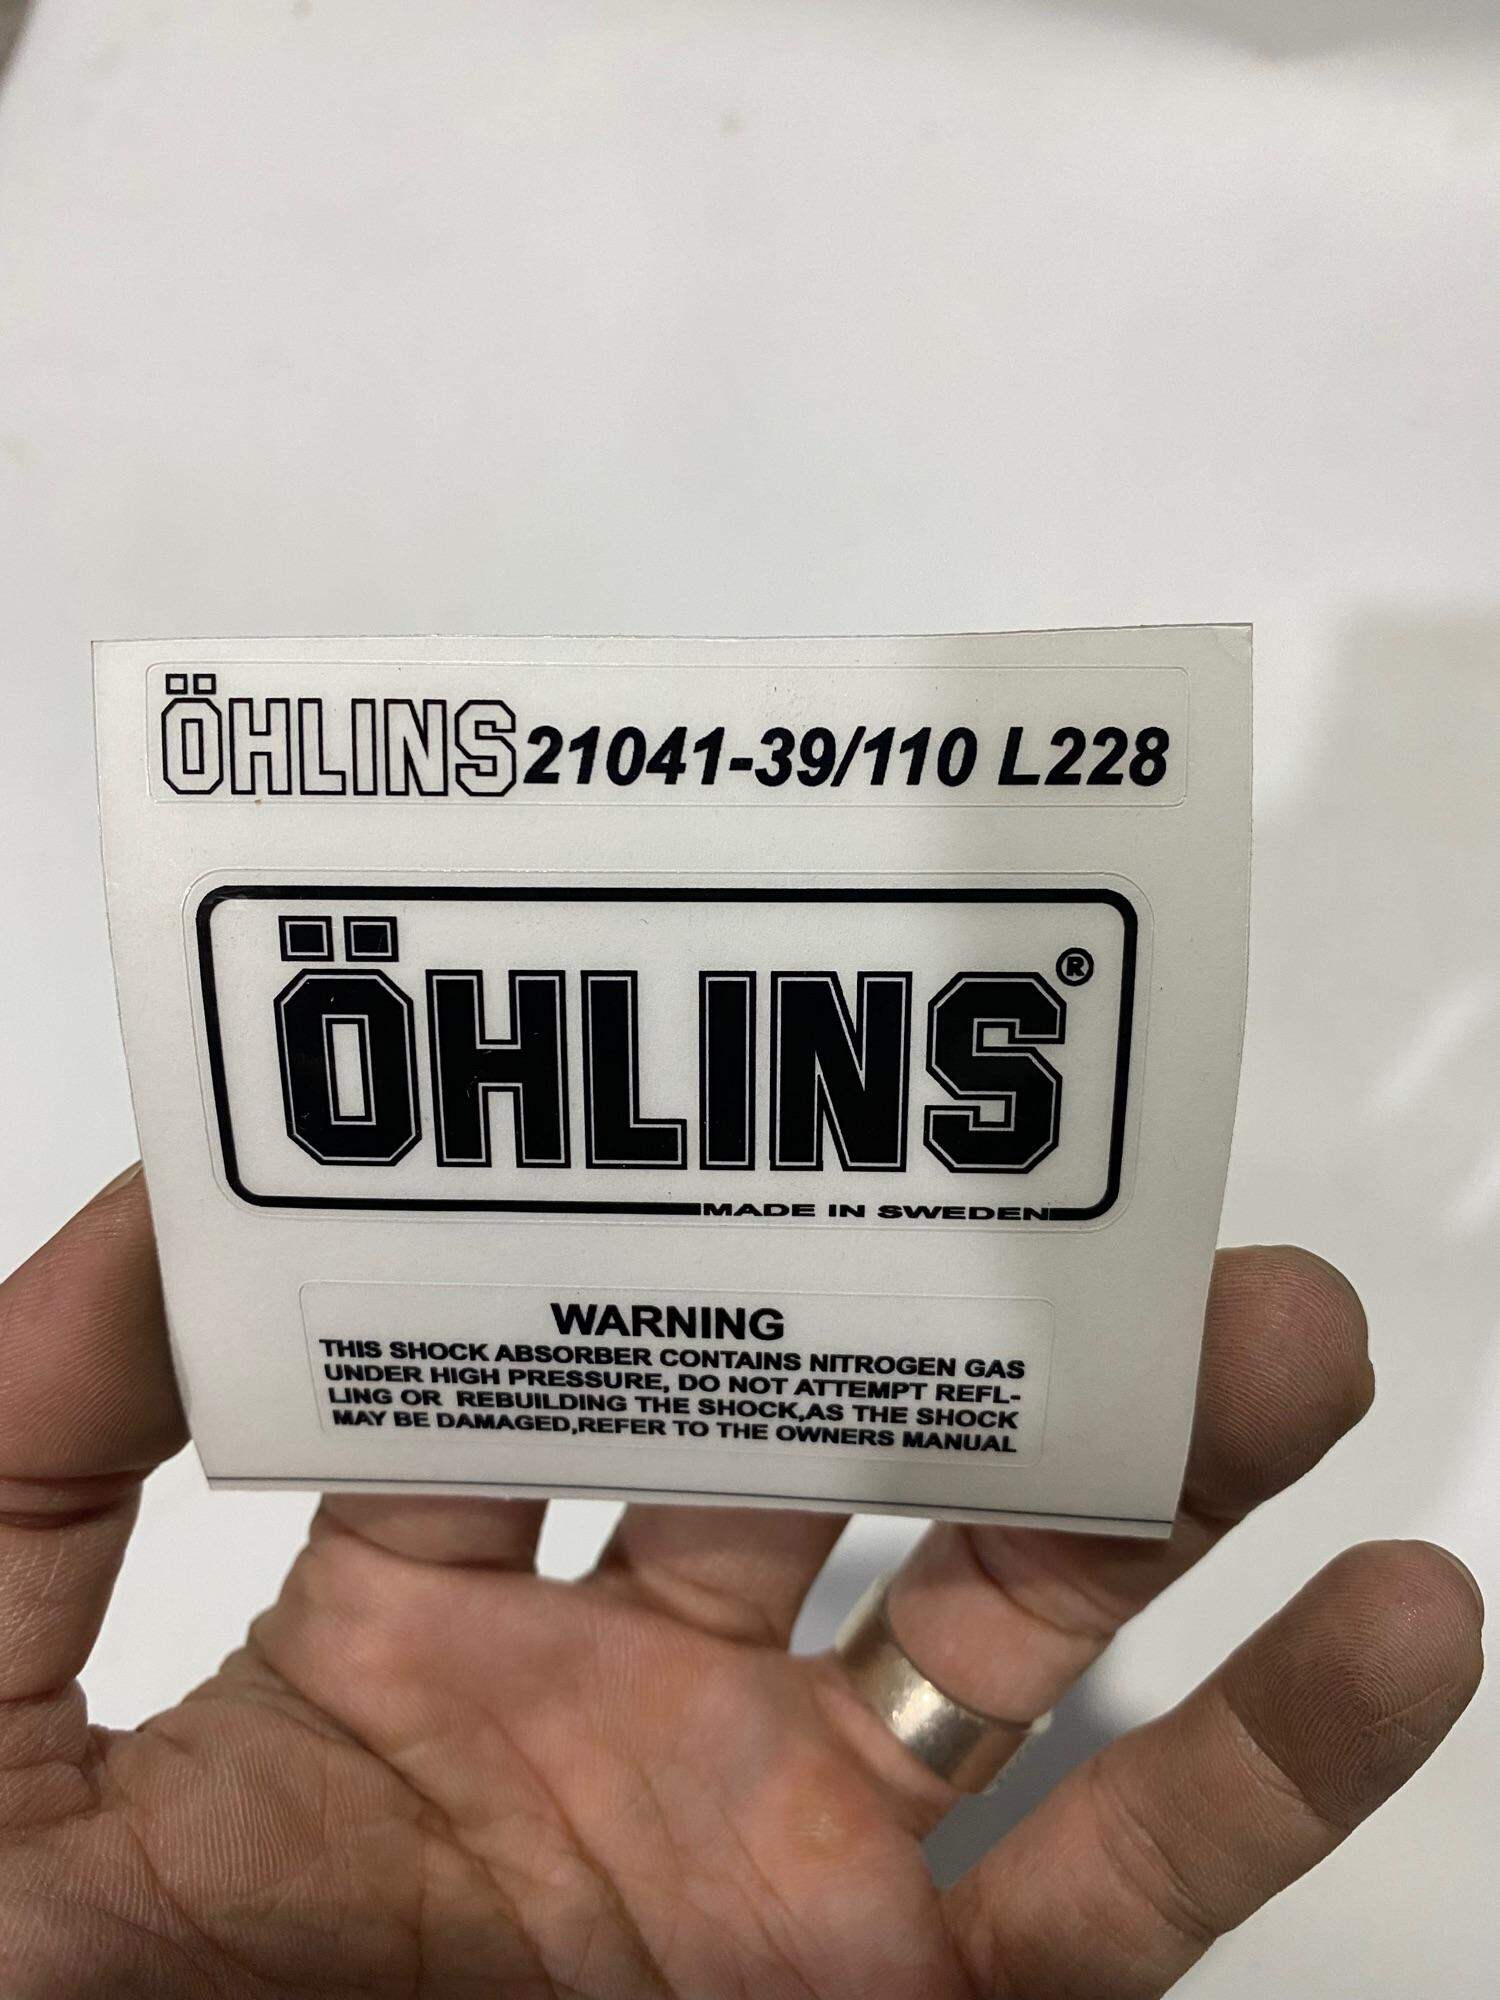 ÖHLINS 21041-39/110 L228
ÖHLINS®
MADE IN SWEDEN
WARNING
THIS SHOCK ABSORBER CONTAINS NITROGEN GAS
UNDER HIGH PRESSURE, DO NOT ATTEMPT REFL-
LING OR REBUILDING THE SHOCK,AS THE SHOCK
MAY BE DAMAGED,REFER TO THE OWNERS MANUAL